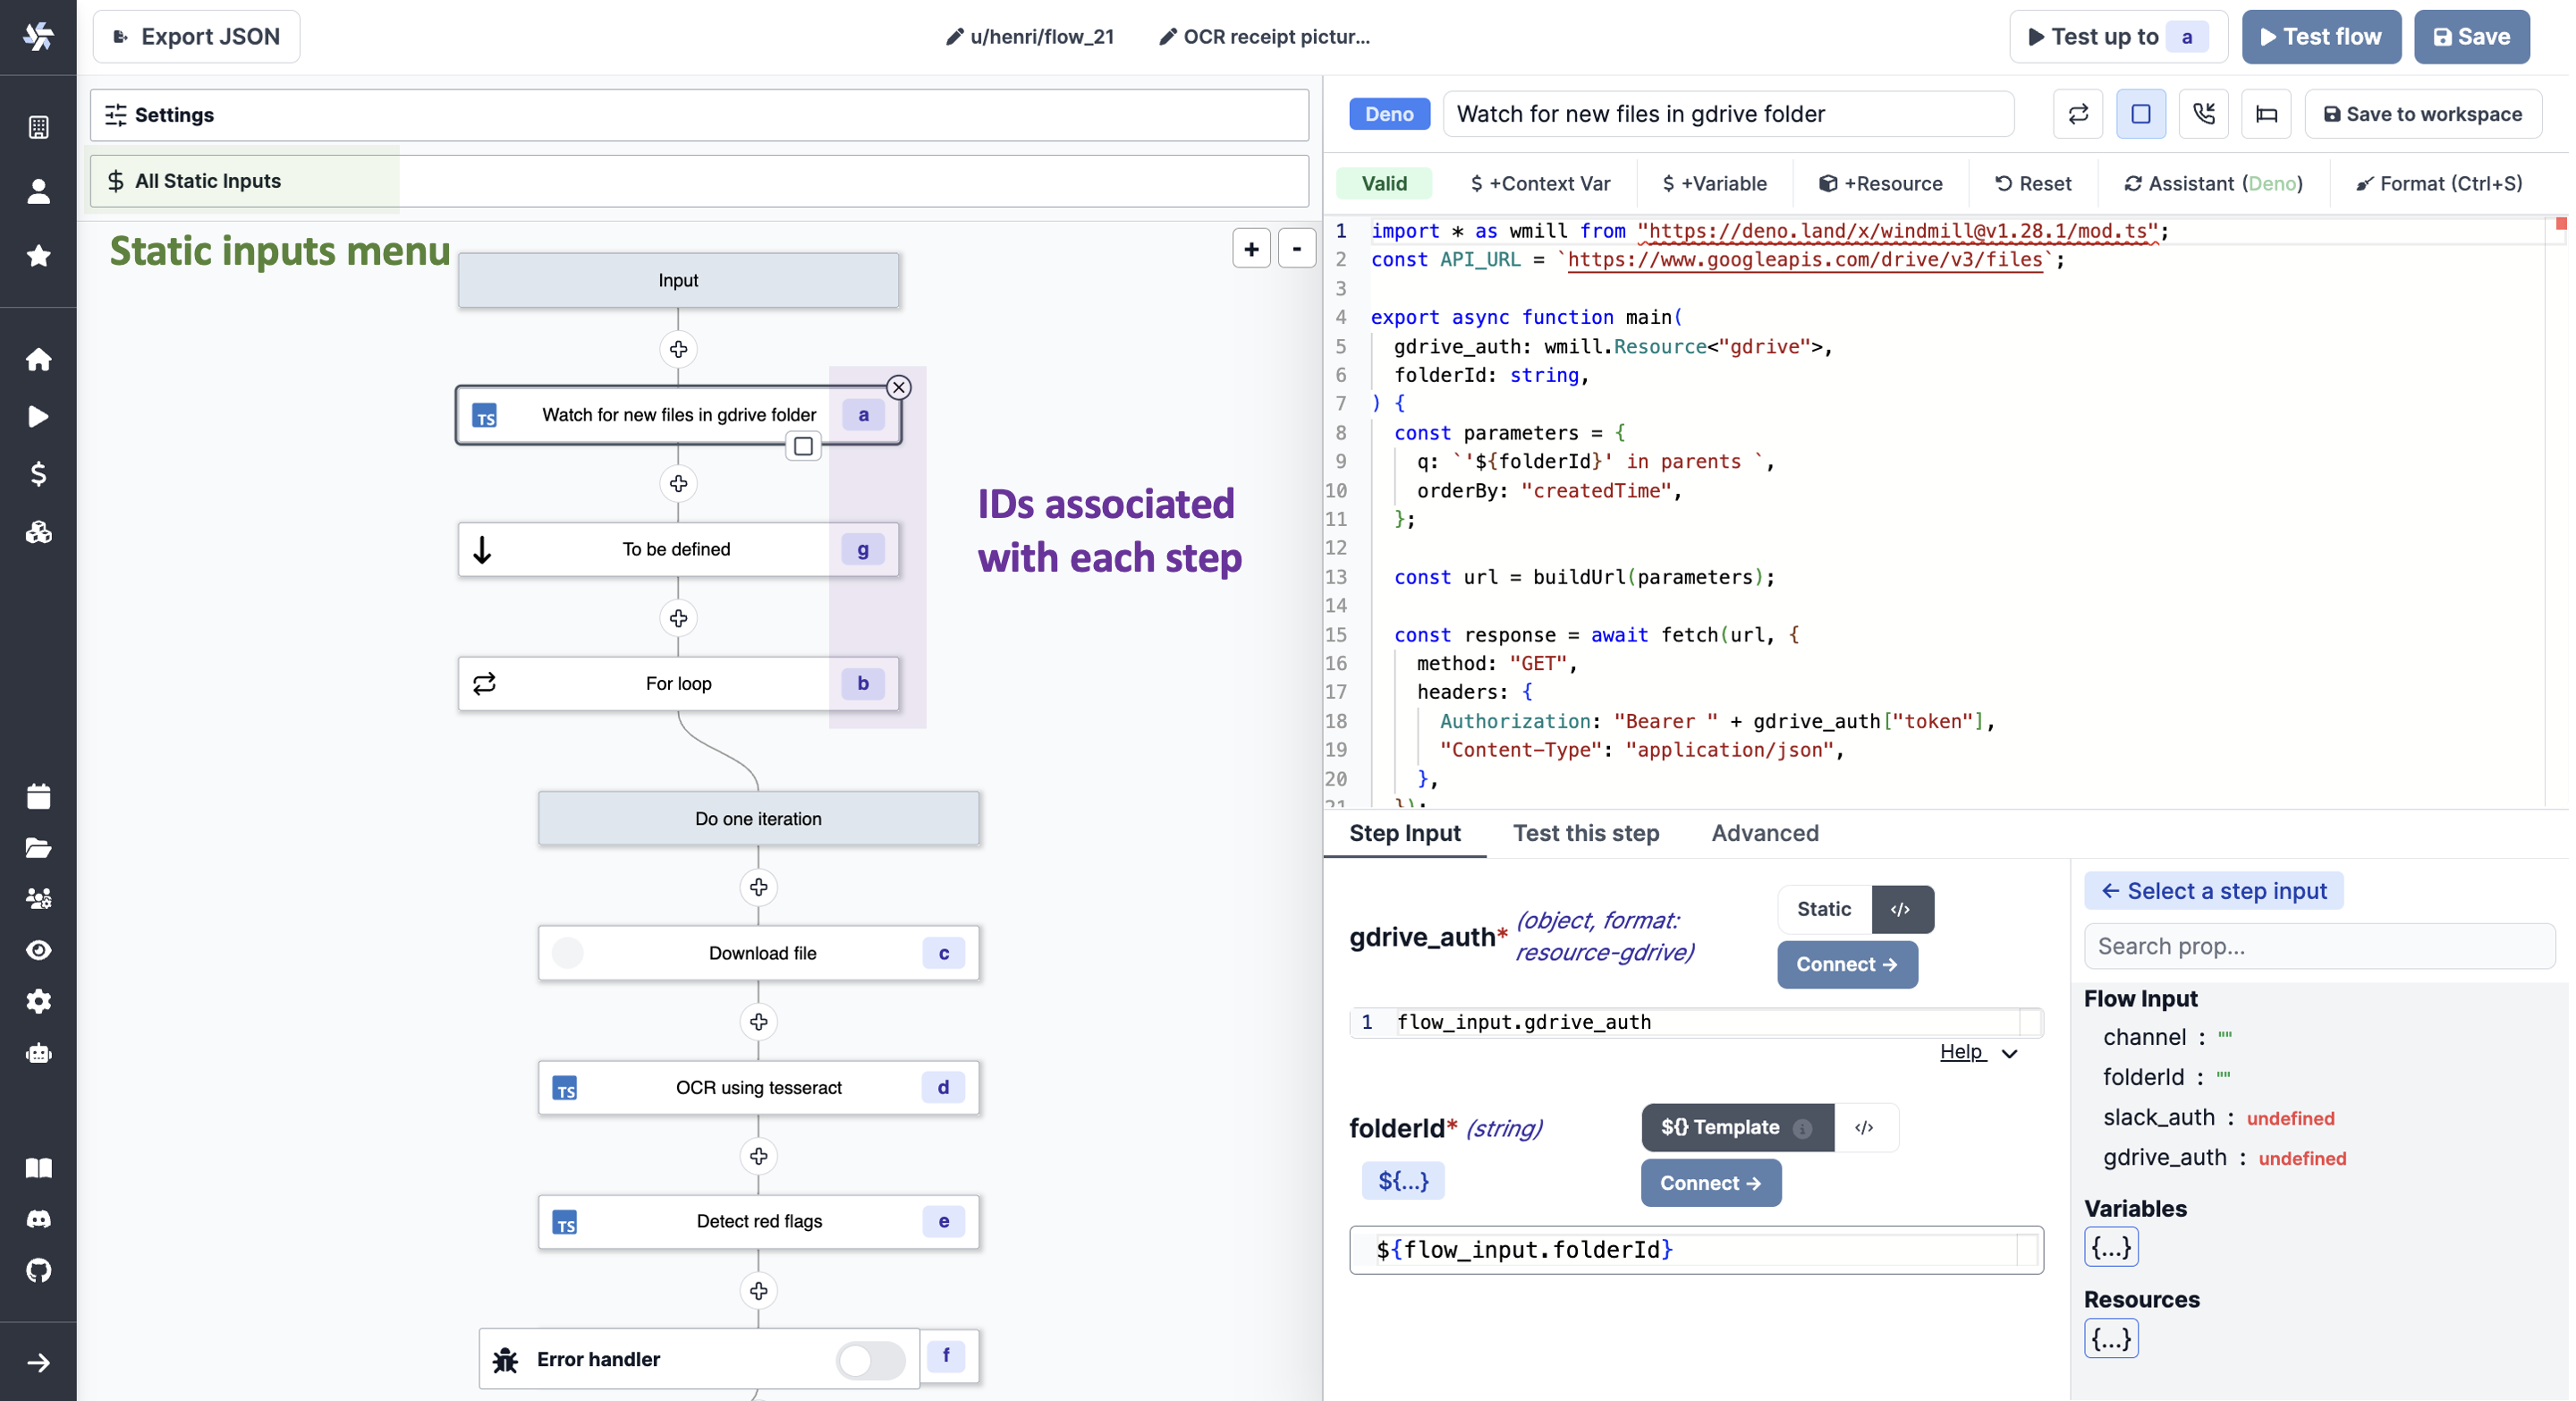 Export JSON
u/henri/flow_21
OCR receipt pictur...
Test up to a
Test flow
Save
Settings
All Static Inputs
Static inputs menu
+
-
Input
Watch for new files in gdrive folder
a
TS
To be defined
g
For loop
b
IDs associated
with each step
Do one iteration
Download file
c
TS
OCR using tesseract
d
TS
Detect red flags
e
Error handler
f
Deno
Watch for new files in gdrive folder
Save to workspace
Valid
$ +Context Var
$ +Variable
+Resource
Reset
Assistant (Deno)
Format (Ctrl+S)
1 import * as wmill from "https://deno.land/x/windmill@v1.28.1/mod.ts";
2 const API_URL = `https://www.googleapis.com/drive/v3/files`;
3
4 export async function main(
5 gdrive_auth: wmill.Resource<"gdrive">,
6 folderId: string,
7 ) {
8 const parameters = {
9 q: `'${folderId}' in parents `,
10 orderBy: "createdTime",
11 };
12
13 const url = buildUrl(parameters);
14
15 const response = await fetch(url, {
16 method: "GET",
17 headers: {
18 Authorization: "Bearer " + gdrive_auth["token"],
19 "Content-Type": "application/json",
20 },
21 });
Step Input
Test this step
Advanced
gdrive_auth* (object, format:
resource-gdrive)
Static
</>
Connect →
1 flow_input.gdrive_auth
Help
folderId* (string)
${} Template
</>
${...}
Connect →
${flow_input.folderId}
← Select a step input
Search prop...
Flow Input
channel : ""
folderId : ""
slack_auth : undefined
gdrive_auth : undefined
Variables
{...}
Resources
{...}